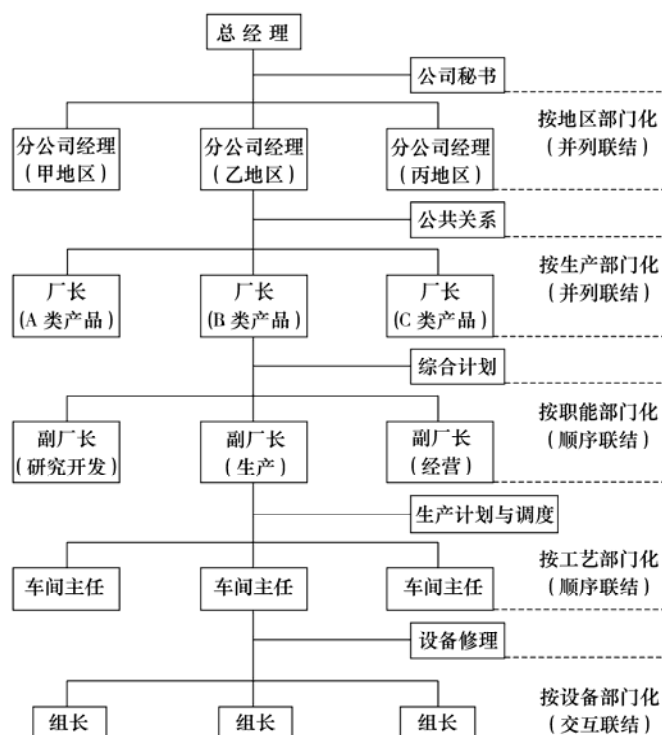 总经理
公司秘书
按地区部门化
(并列联结)
分公司经理
(甲地区)
分公司经理
(乙地区)
分公司经理
(丙地区)
公共关系
按生产部门化
(并列联结)
厂长
(A 类产品)
厂长
(B 类产品)
厂长
(C 类产品)
综合计划
按职能部门化
(顺序联结)
副厂长
(研究开发)
副厂长
(生产)
副厂长
(经营)
生产计划与调度
按工艺部门化
(顺序联结)
车间主任
车间主任
车间主任
设备修理
按设备部门化
(交互联结)
组长
组长
组长